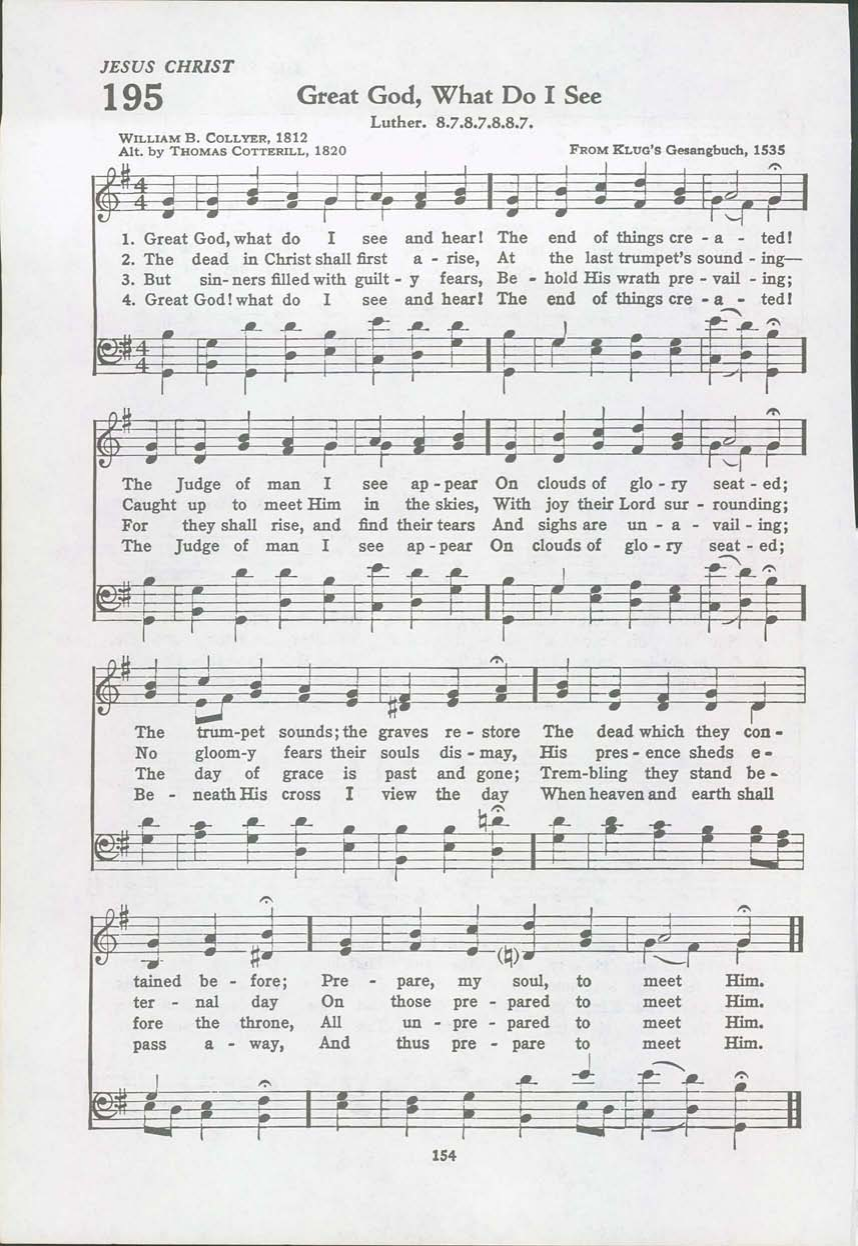 JESUS CHRIST
195 Great God, What Do I See
Luther. 8.7.8.7.8.8.7.
WILLIAM B. COLLYER, 1812
Alt. by THOMAS COTTERILL, 1820 FROM KLUG'S Gesangbuch, 1535
1. Great God, what do I see and hear! The end of things cre - a - ted!
2. The dead in Christ shall first a - rise, At the last trumpet's sound - ing—
3. But sin- ners filled with guilt - y fears, Be - hold His wrath pre - vail - ing;
4. Great God! what do I see and hear! The end of things cre - a - ted!
The Judge of man I see ap - pear On clouds of glo - ry seat - ed;
Caught up to meet Him in the skies, With joy their Lord sur - rounding;
For they shall rise, and find their tears And sighs are un - a - vail - ing;
The Judge of man I see ap - pear On clouds of glo - ry seat - ed;
The trum-pet sounds; the graves re - store The dead which they con -
No gloom-y fears their souls dis - may, His pres - ence sheds e -
The day of grace is past and gone; Trem-bling they stand be -
Be - neath His cross I view the day When heaven and earth shall
tained be - fore; Pre - pare, my soul, to meet Him.
ter - nal day On those pre - pared to meet Him.
fore the throne, All un - pre - pared to meet Him.
pass a - way, And thus pre - pare to meet Him.
154